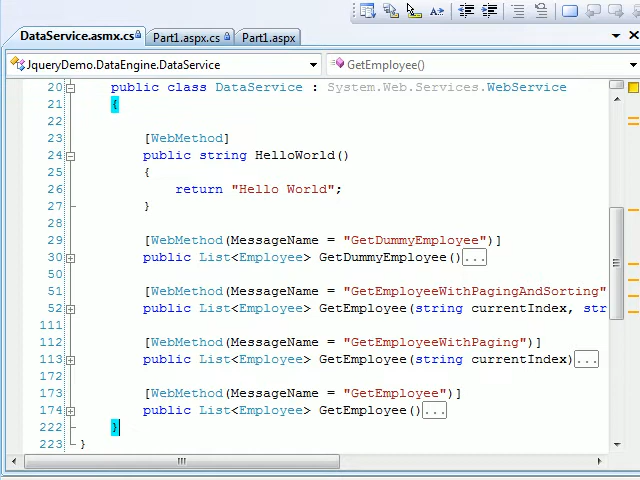 DataService.asmx.cs Part1.aspx.cs Part1.aspx
JqueryDemo.DataEngine.DataService GetEmployee()
20 public class DataService : System.Web.Services.WebService
21 {
22
23 [WebMethod]
24 public string HelloWorld()
25 {
26 return "Hello World";
27 }
28
29 [WebMethod(MessageName = "GetDummyEmployee")]
30 public List<Employee> GetDummyEmployee()...
50
51 [WebMethod(MessageName = "GetEmployeeWithPagingAndSorting"
52 public List<Employee> GetEmployee(string currentIndex, str
111
112 [WebMethod(MessageName = "GetEmployeeWithPaging")]
113 public List<Employee> GetEmployee(string currentIndex)...
172
173 [WebMethod(MessageName = "GetEmployee")]
174 public List<Employee> GetEmployee()...
222 }
223 }